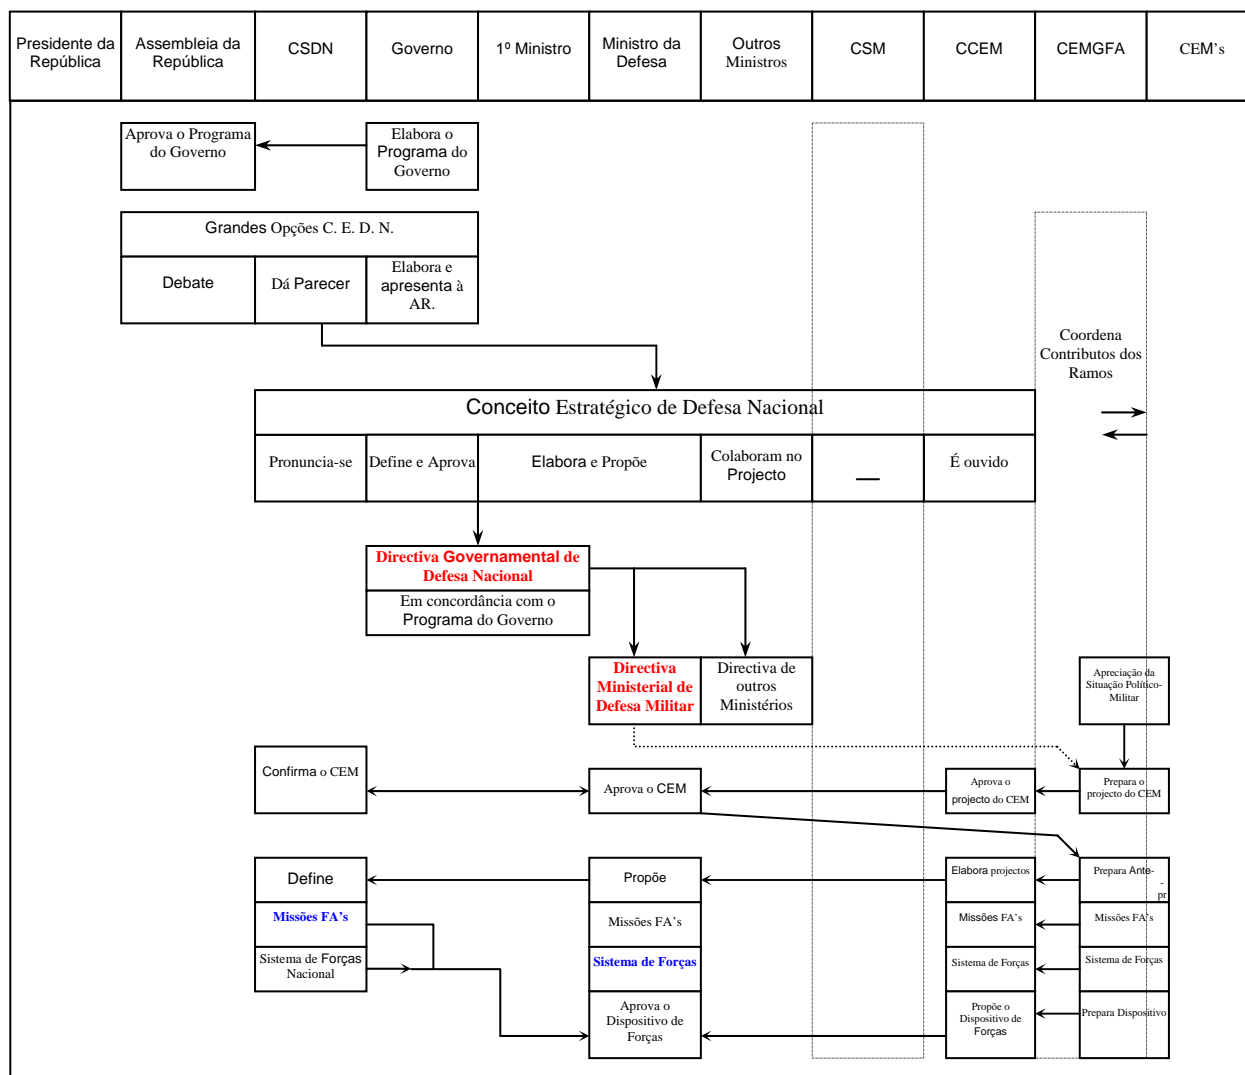 Presidente da
República
Assembleia da
República
CSDN
Governo
1º Ministro
Ministro da
Defesa
Outros
Ministros
CSM
CCEM
CEMGFA
CEM's
Aprova o Programa
do Governo
Elabora o
Programa do
Governo
Grandes Opções C. E. D. N.
Debate
Dá Parecer
Elabora e
apresenta à
AR.
Coordena
Contributos dos
Ramos
Conceito Estratégico de Defesa Nacional
Pronuncia-se
Define e Aprova
Elabora e Propõe
Colaboram no
Projecto
—
É ouvido
Directiva Governamental de
Defesa Nacional
Em concordância com o
Programa do Governo
Directiva
Ministerial de
Defesa Militar
Directiva de
outros
Ministérios
Apreciação da
Situação Político-
Militar
Confirma o CEM
Aprova o CEM
Aprova o
projecto do CEM
Prepara o
projecto do CEM
Define
Propõe
Elabora projectos
Prepara Ante-
-
pr
Missões FA's
Missões FA's
Missões FA's
Missões FA's
Sistema de Forças
Nacional
Sistema de Forças
Sistema de Forças
Sistema de Forças
Aprova o
Dispositivo de
Forças
Propõe o
Dispositivo de
Forças
Prepara Dispositivo